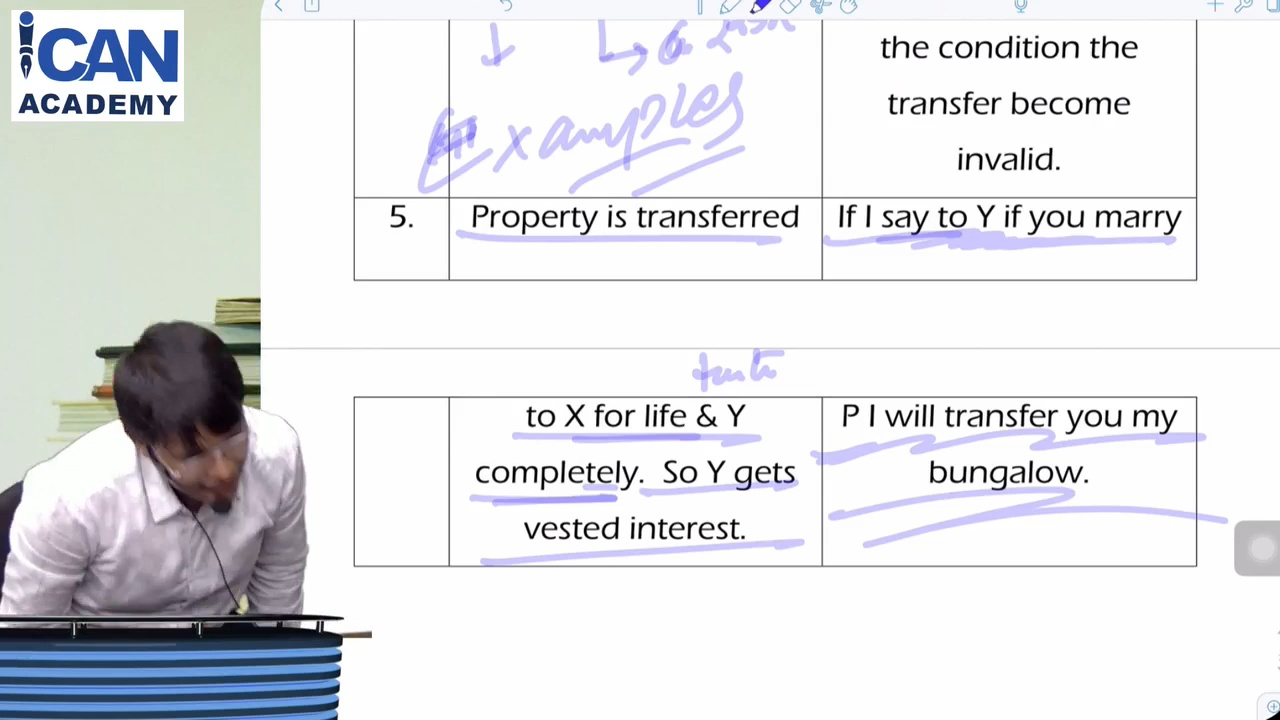 iCAN
ACADEMY
the condition the
transfer become
invalid.
Examples
5.
Property is transferred
If I say to Y if you marry
to X for life & Y
completely. So Y gets
vested interest.
P I will transfer you my
bungalow.